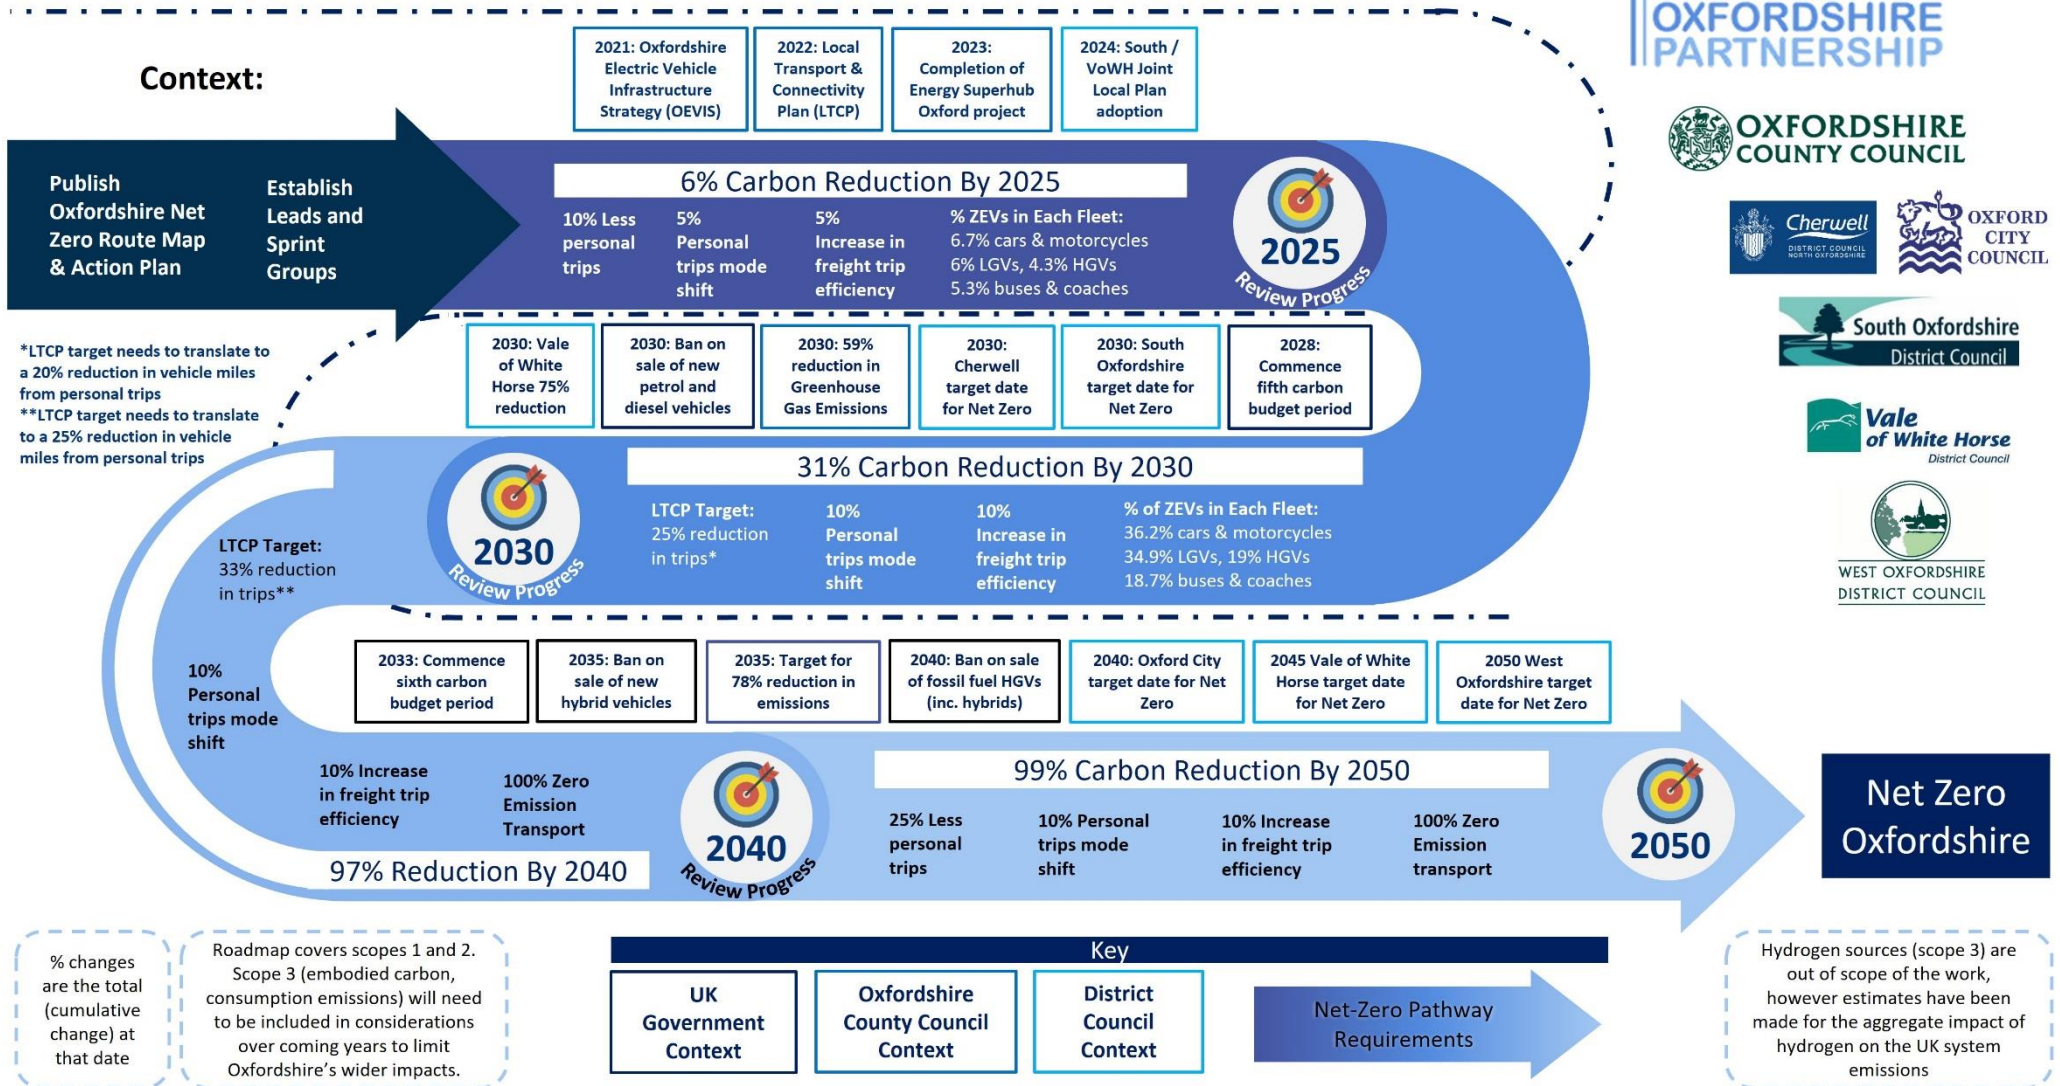 OXFORDSHIRE
PARTNERSHIP
Context:
2021: Oxfordshire
Electric Vehicle
Infrastructure
Strategy (OEVIS)
2022: Local
Transport &
Connectivity
Plan (LTCP)
2023:
Completion of
Energy Superhub
Oxford project
2024: South /
VoWH Joint
Local Plan
adoption
OXFORDSHIRE
COUNTY COUNCIL
Cherwell
DISTRICT COUNCIL
NORTH OXFORDSHIRE
OXFORD
CITY
COUNCIL
South Oxfordshire
District Council
Vale
of White Horse
District Council
WEST OXFORDSHIRE
DISTRICT COUNCIL
Publish
Oxfordshire Net
Zero Route Map
& Action Plan
Establish
Leads and
Sprint
Groups
6% Carbon Reduction By 2025
10% Less
personal
trips
5%
Personal
trips mode
shift
5%
Increase in
freight trip
efficiency
% ZEVs in Each Fleet:
6.7% cars & motorcycles
6% LGVs, 4.3% HGVs
5.3% buses & coaches
2025
Review Progress
*LTCP target needs to translate to
a 20% reduction in vehicle miles
from personal trips
**LTCP target needs to translate
to a 25% reduction in vehicle
miles from personal trips
2030: Vale
of White
Horse 75%
reduction
2030: Ban on
sale of new
petrol and
diesel vehicles
2030: 59%
reduction in
Greenhouse
Gas Emissions
2030:
Cherwell
target date
for Net Zero
2030: South
Oxfordshire
target date for
Net Zero
2028:
Commence
fifth carbon
budget period
31% Carbon Reduction By 2030
LTCP Target:
25% reduction
in trips*
10%
Personal
trips mode
shift
10%
Increase in
freight trip
efficiency
% of ZEVs in Each Fleet:
36.2% cars & motorcycles
34.9% LGVs, 19% HGVs
18.7% buses & coaches
2030
Review Progress
LTCP Target:
33% reduction
in trips**
10%
Personal
trips mode
shift
10% Increase
in freight trip
efficiency
100% Zero
Emission
Transport
97% Reduction By 2040
2033: Commence
sixth carbon
budget period
2035: Ban on
sale of new
hybrid vehicles
2035: Target for
78% reduction in
emissions
2040: Ban on sale
of fossil fuel HGVs
(inc. hybrids)
2040: Oxford City
target date for Net
Zero
2045 Vale of White
Horse target date
for Net Zero
2050 West
Oxfordshire target
date for Net Zero
2040
Review Progress
99% Carbon Reduction By 2050
25% Less
personal
trips
10% Personal
trips mode
shift
10% Increase
in freight trip
efficiency
100% Zero
Emission
transport
2050
Net Zero
Oxfordshire
% changes
are the total
(cumulative
change) at
that date
Roadmap covers scopes 1 and 2.
Scope 3 (embodied carbon,
consumption emissions) will need
to be included in considerations
over coming years to limit
Oxfordshire’s wider impacts.
Key
UK
Government
Context
Oxfordshire
County Council
Context
District
Council
Context
Net-Zero Pathway
Requirements
Hydrogen sources (scope 3) are
out of scope of the work,
however estimates have been
made for the aggregate impact of
hydrogen on the UK system
emissions